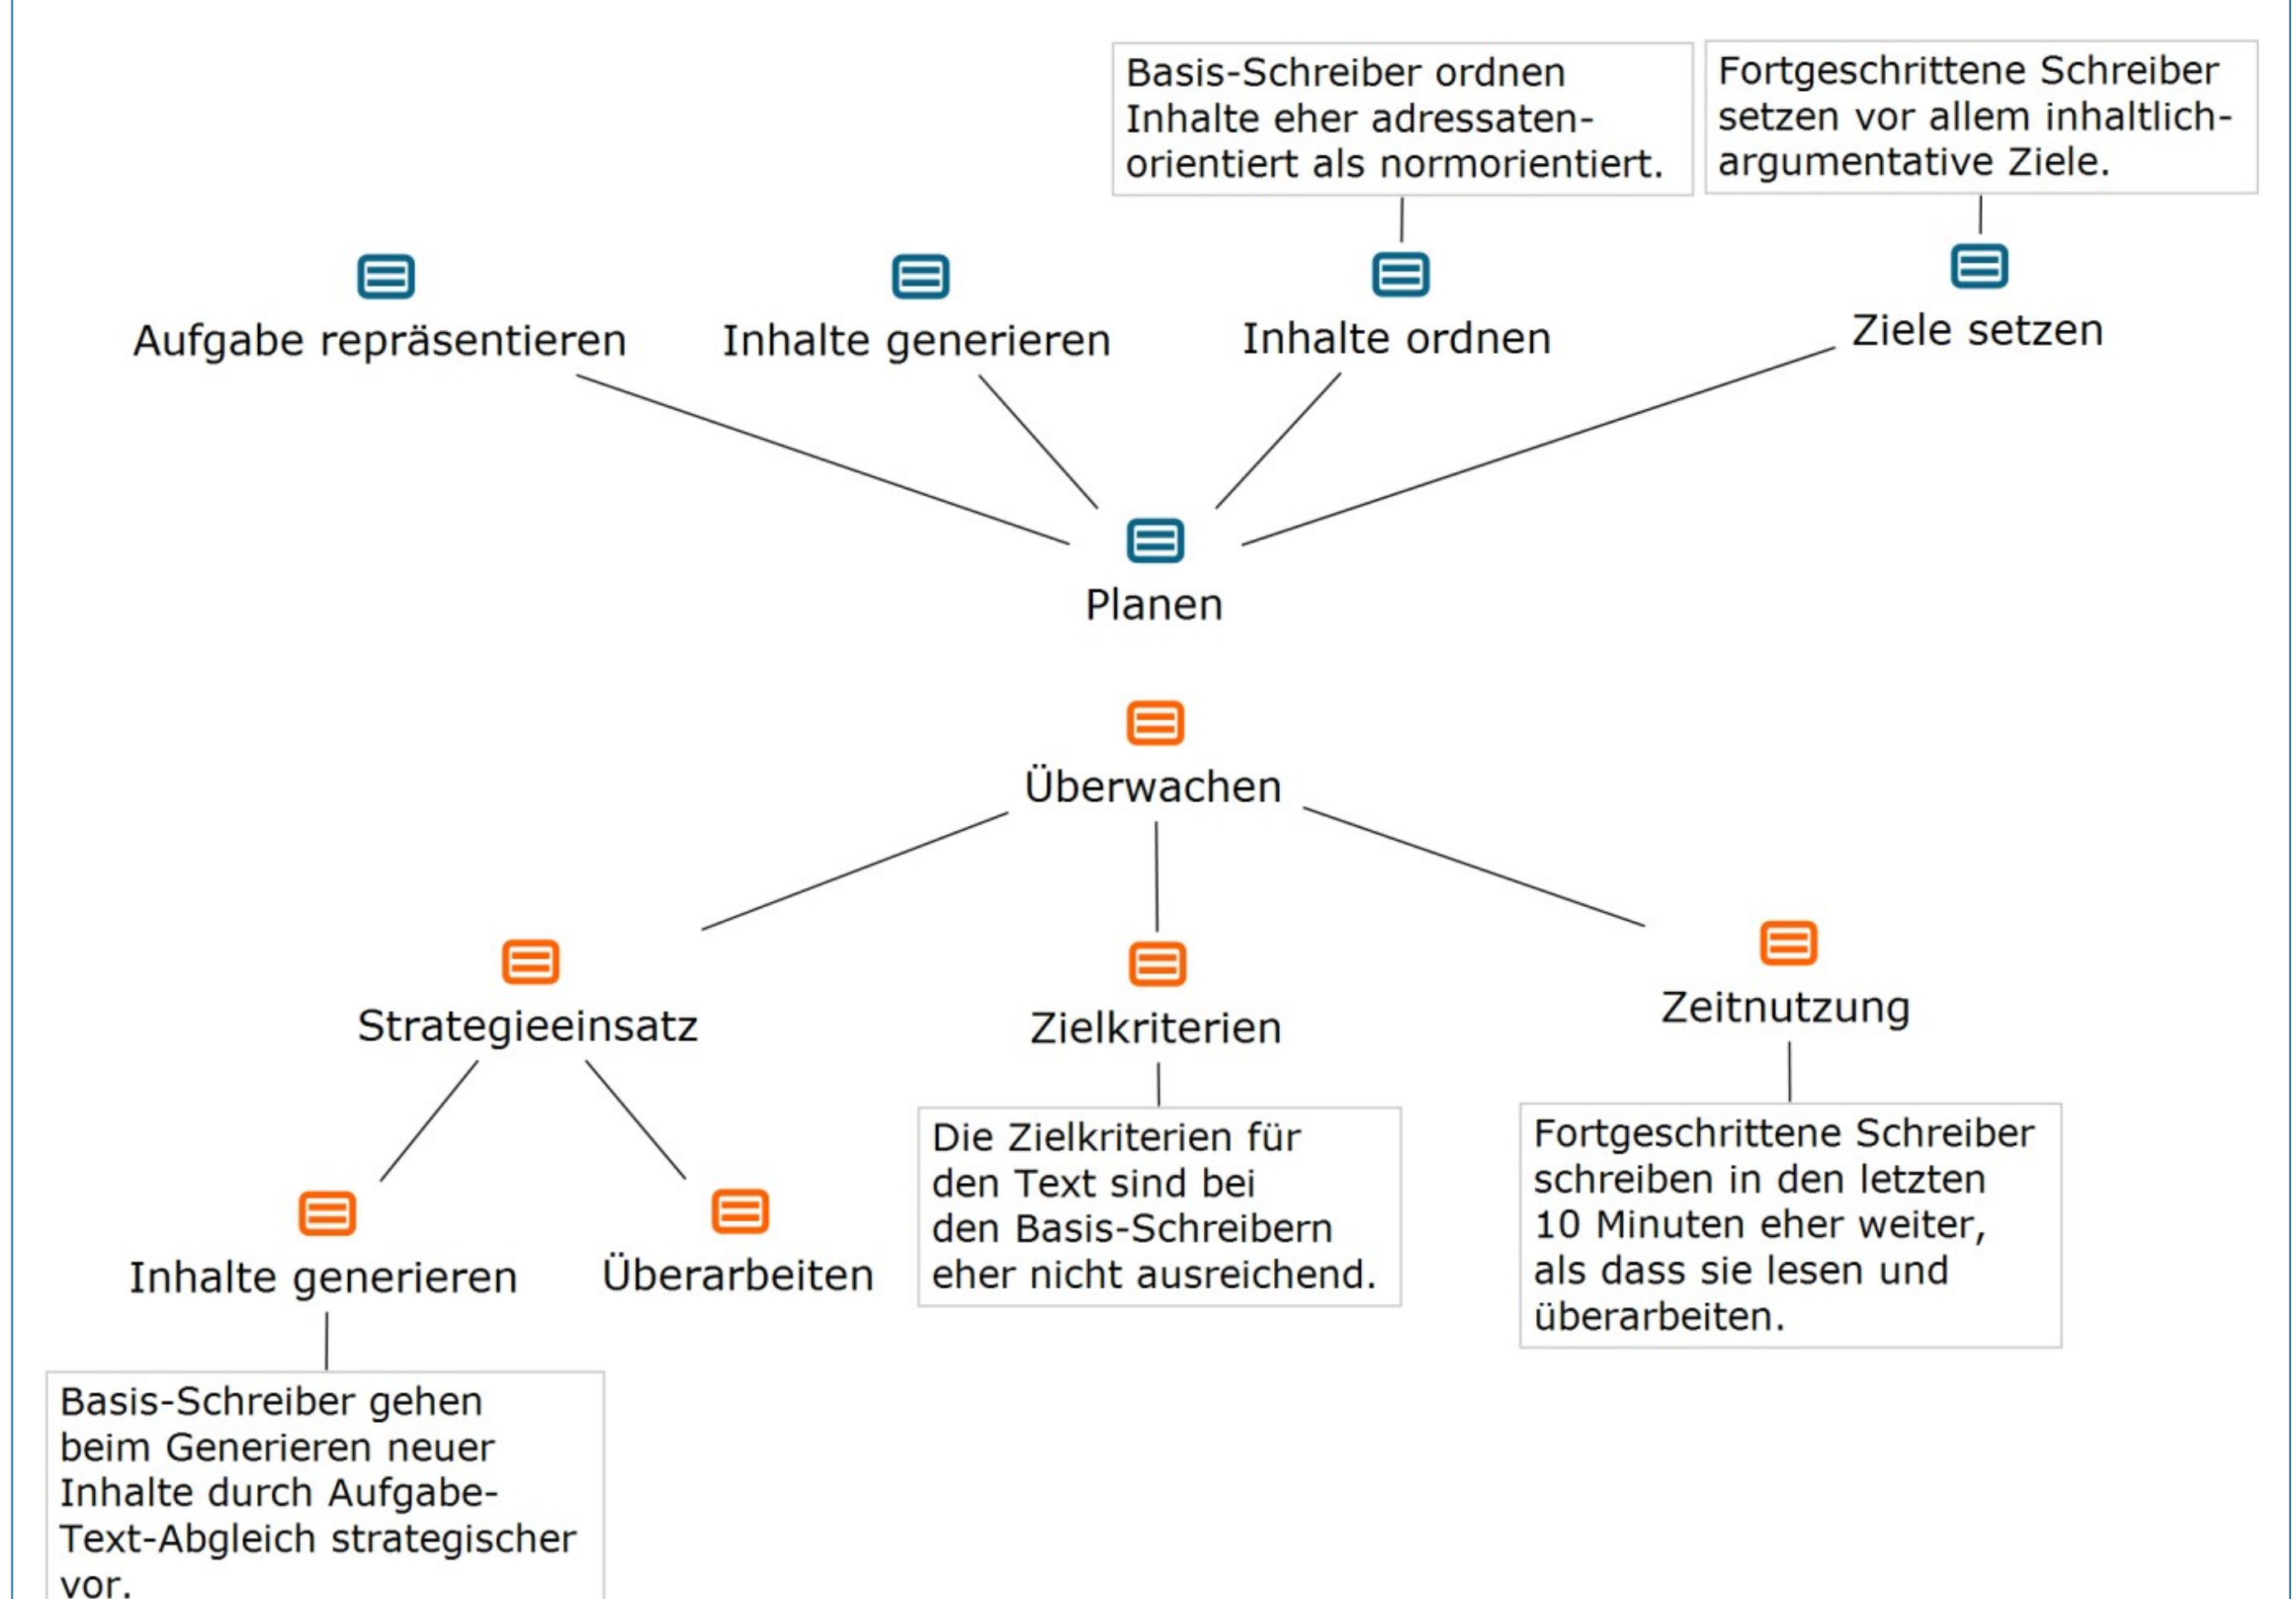 Basis-Schreiber ordnen
Inhalte eher adressaten-
orientiert als normorientiert.
Fortgeschrittene Schreiber
setzen vor allem inhaltlich-
argumentative Ziele.
Aufgabe repräsentieren
Inhalte generieren
Inhalte ordnen
Ziele setzen
Planen
Überwachen
Strategieeinsatz
Zielkriterien
Zeitnutzung
Die Zielkriterien für
den Text sind bei
den Basis-Schreibern
eher nicht ausreichend.
Fortgeschrittene Schreiber
schreiben in den letzten
10 Minuten eher weiter,
als dass sie lesen und
überarbeiten.
Inhalte generieren
Überarbeiten
Basis-Schreiber gehen
beim Generieren neuer
Inhalte durch Aufgabe-
Text-Abgleich strategischer
vor.